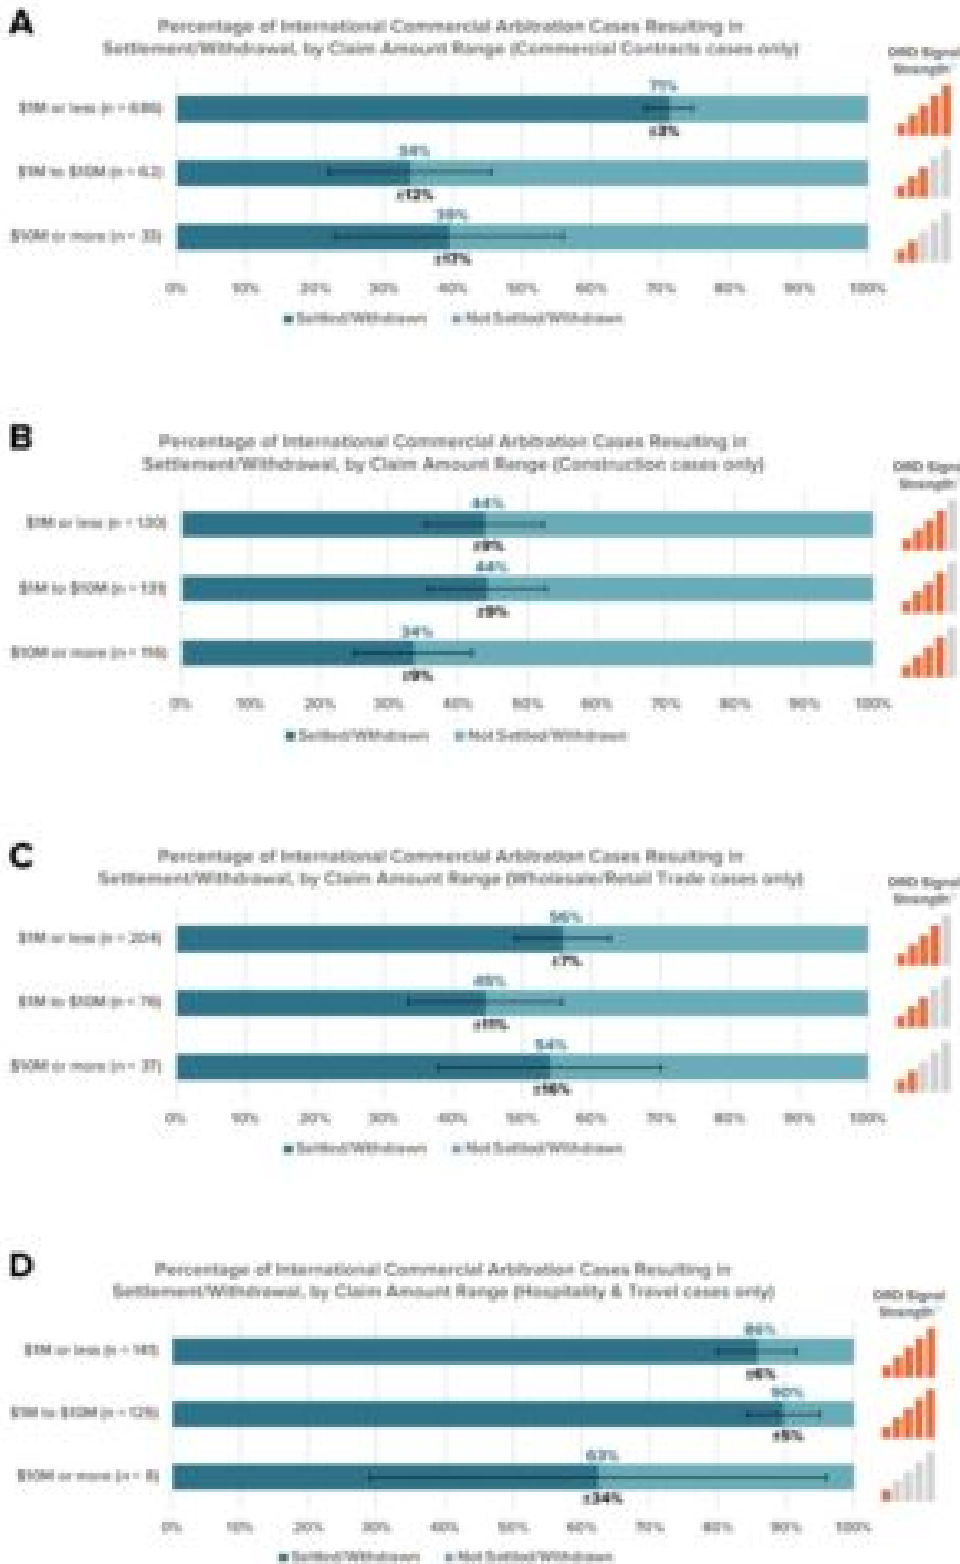 A
Percentage of International Commercial Arbitration Cases Resulting in
Settlement/Withdrawal, by Claim Amount Range (Commercial Contracts cases only)
Signal
Strength
71%
$1M or less (n = 686)
±3%
34%
$1M to $10M (n = 62)
±12%
39%
$10M or more (n = 33)
±17%
0% 10% 20% 30% 40% 50% 60% 70% 80% 90% 100%
Settled/Withdrawn Not Settled/Withdrawn
B
Percentage of International Commercial Arbitration Cases Resulting in
Settlement/Withdrawal, by Claim Amount Range (Construction cases only)
Signal
Strength
44%
$1M or less (n = 130)
±9%
44%
$1M to $10M (n = 131)
±9%
34%
$10M or more (n = 116)
±9%
0% 10% 20% 30% 40% 50% 60% 70% 80% 90% 100%
Settled/Withdrawn Not Settled/Withdrawn
C
Percentage of International Commercial Arbitration Cases Resulting in
Settlement/Withdrawal, by Claim Amount Range (Wholesale/Retail Trade cases only)
Signal
Strength
56%
$1M or less (n = 204)
±7%
45%
$1M to $10M (n = 76)
±11%
54%
$10M or more (n = 37)
±16%
0% 10% 20% 30% 40% 50% 60% 70% 80% 90% 100%
Settled/Withdrawn Not Settled/Withdrawn
D
Percentage of International Commercial Arbitration Cases Resulting in
Settlement/Withdrawal, by Claim Amount Range (Hospitality & Travel cases only)
Signal
Strength
86%
$1M or less (n = 141)
±6%
90%
$1M to $10M (n = 125)
±5%
63%
$10M or more (n = 8)
±34%
0% 10% 20% 30% 40% 50% 60% 70% 80% 90% 100%
Settled/Withdrawn Not Settled/Withdrawn